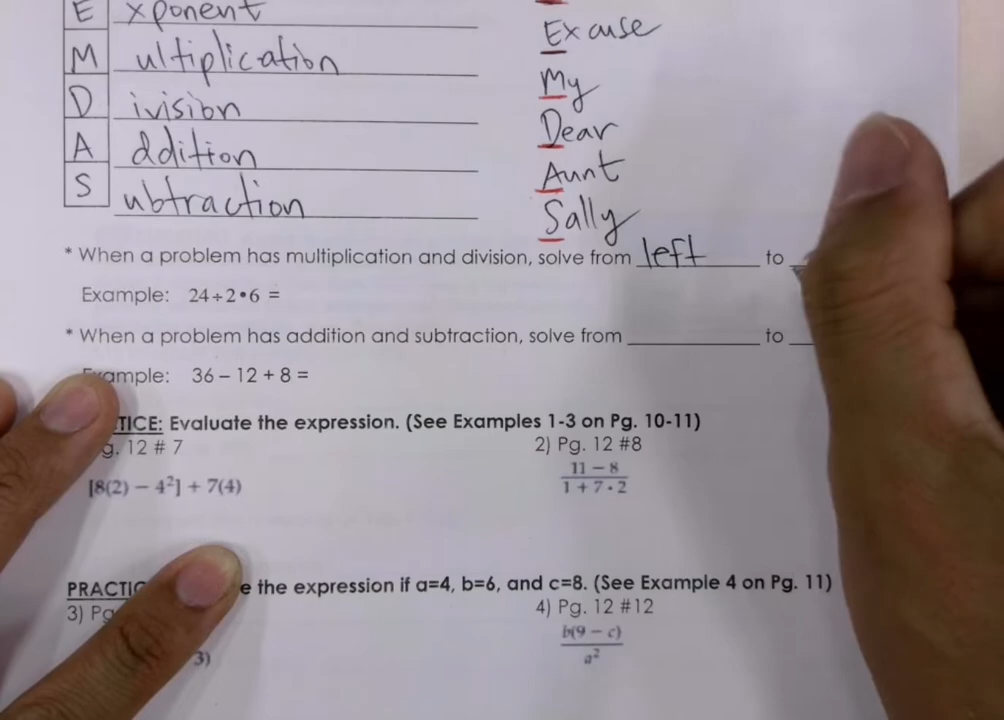 E xponent
Excuse
M ultiplication
My
D ivision
Dear
A ddition
Aunt
S ubtraction
Sally
* When a problem has multiplication and division, solve from left to
Example: 24÷2•6 =
* When a problem has addition and subtraction, solve from ____ to
Example: 36 – 12 + 8 =
TICE: Evaluate the expression. (See Examples 1-3 on Pg. 10-11)
g. 12 # 7
2) Pg. 12 #8
[8(2) − 4²] + 7(4)
11 − 8
1 + 7 · 2
PRACTIC e the expression if a=4, b=6, and c=8. (See Example 4 on Pg. 11)
3) Pg
4) Pg. 12 #12
b(9 − c)
a²
3)